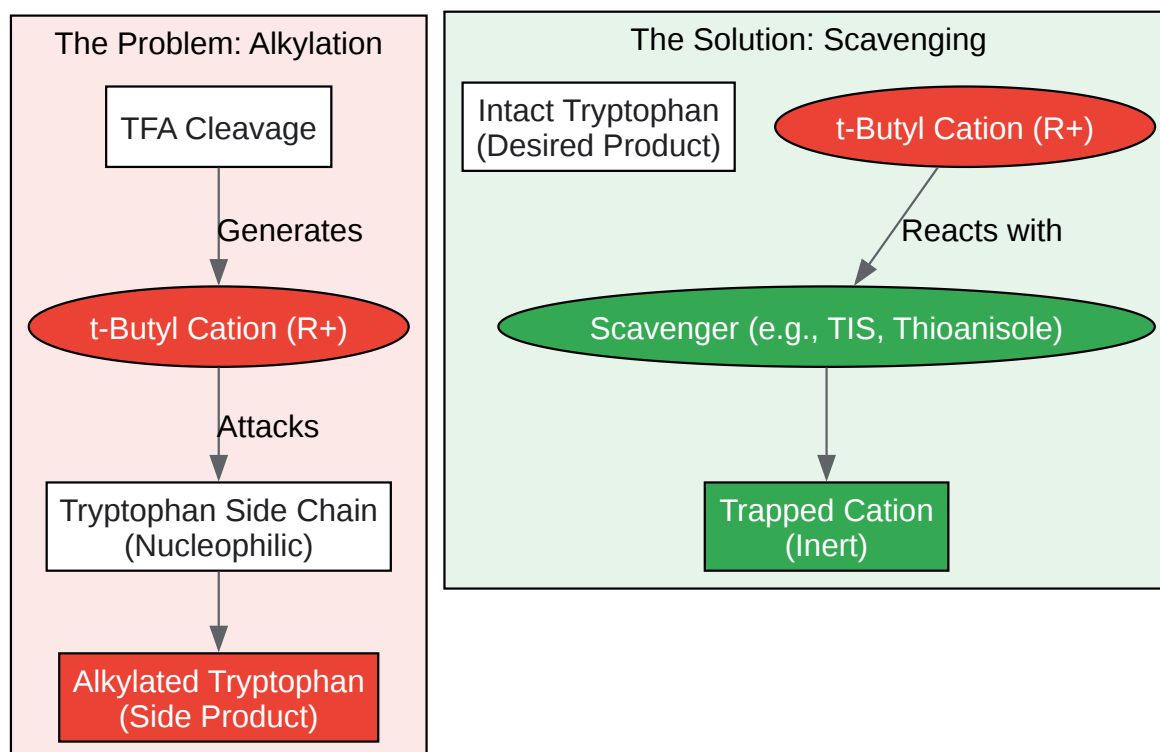 The Problem: Alkylation
TFA Cleavage
Generates
t-Butyl Cation (R+)
Attacks
Tryptophan Side Chain
(Nucleophilic)
Alkylated Tryptophan
(Side Product)
The Solution: Scavenging
Intact Tryptophan
(Desired Product)
t-Butyl Cation (R+)
Reacts with
Scavenger (e.g., TIS, Thioanisole)
Trapped Cation
(Inert)